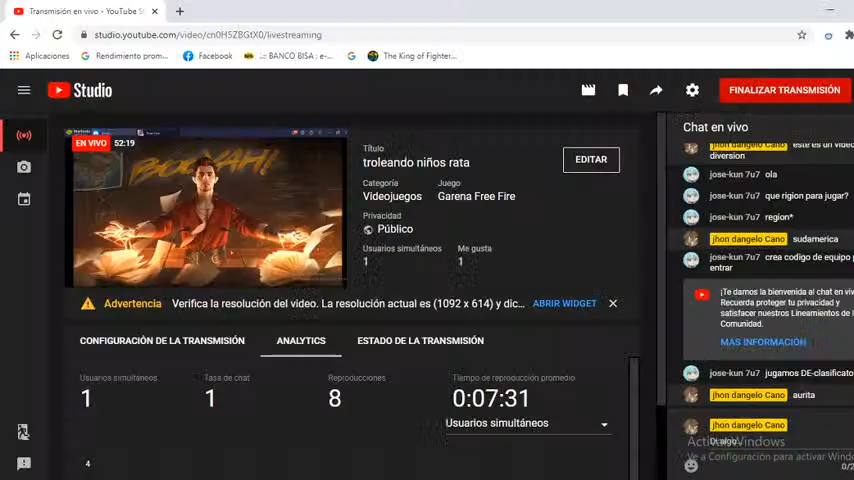 Transmisión en vivo - YouTube S
studio.youtube.com/video/cn0H5ZBGtX0/livestreaming
Aplicaciones
Rendimiento prom...
Facebook
.:: BANCO BISA : e-...
The King of Fighter...
Studio
FINALIZAR TRANSMISIÓN
EN VIVO 52:19
BOOYAH!
Título
troleando niños rata
EDITAR
Categoría
Juego
Videojuegos
Garena Free Fire
Privacidad
Público
Usuarios simultáneos
Me gusta
1
1
Advertencia
Verifica la resolución del video. La resolución actual es (1092 x 614) y dic...
ABRIR WIDGET
CONFIGURACIÓN DE LA TRANSMISIÓN
ANALYTICS
ESTADO DE LA TRANSMISIÓN
Usuarios simultáneos
Tasa de chat
Reproducciones
Tiempo de reproducción promedio
1
1
8
0:07:31
Usuarios simultáneos
4
Chat en vivo
jhon dangelo Cano este es un video
diversion
jose-kun 7u7 ola
jose-kun 7u7 que rigion para jugar?
jose-kun 7u7 region*
jhon dangelo Cano sudamerica
jose-kun 7u7 crea codigo de equipo p
entrar
¡Te damos la bienvenida al chat en viv
Recuerda proteger tu privacidad y
satisfacer nuestros Lineamientos de l
Comunidad.
MÁS INFORMACIÓN
jose-kun 7u7 jugamos DE-clasificato
jhon dangelo Cano aurita
jhon dangelo Cano
Di algo...
Activar Windows
Ve a Configuración para activar Wind
0/2